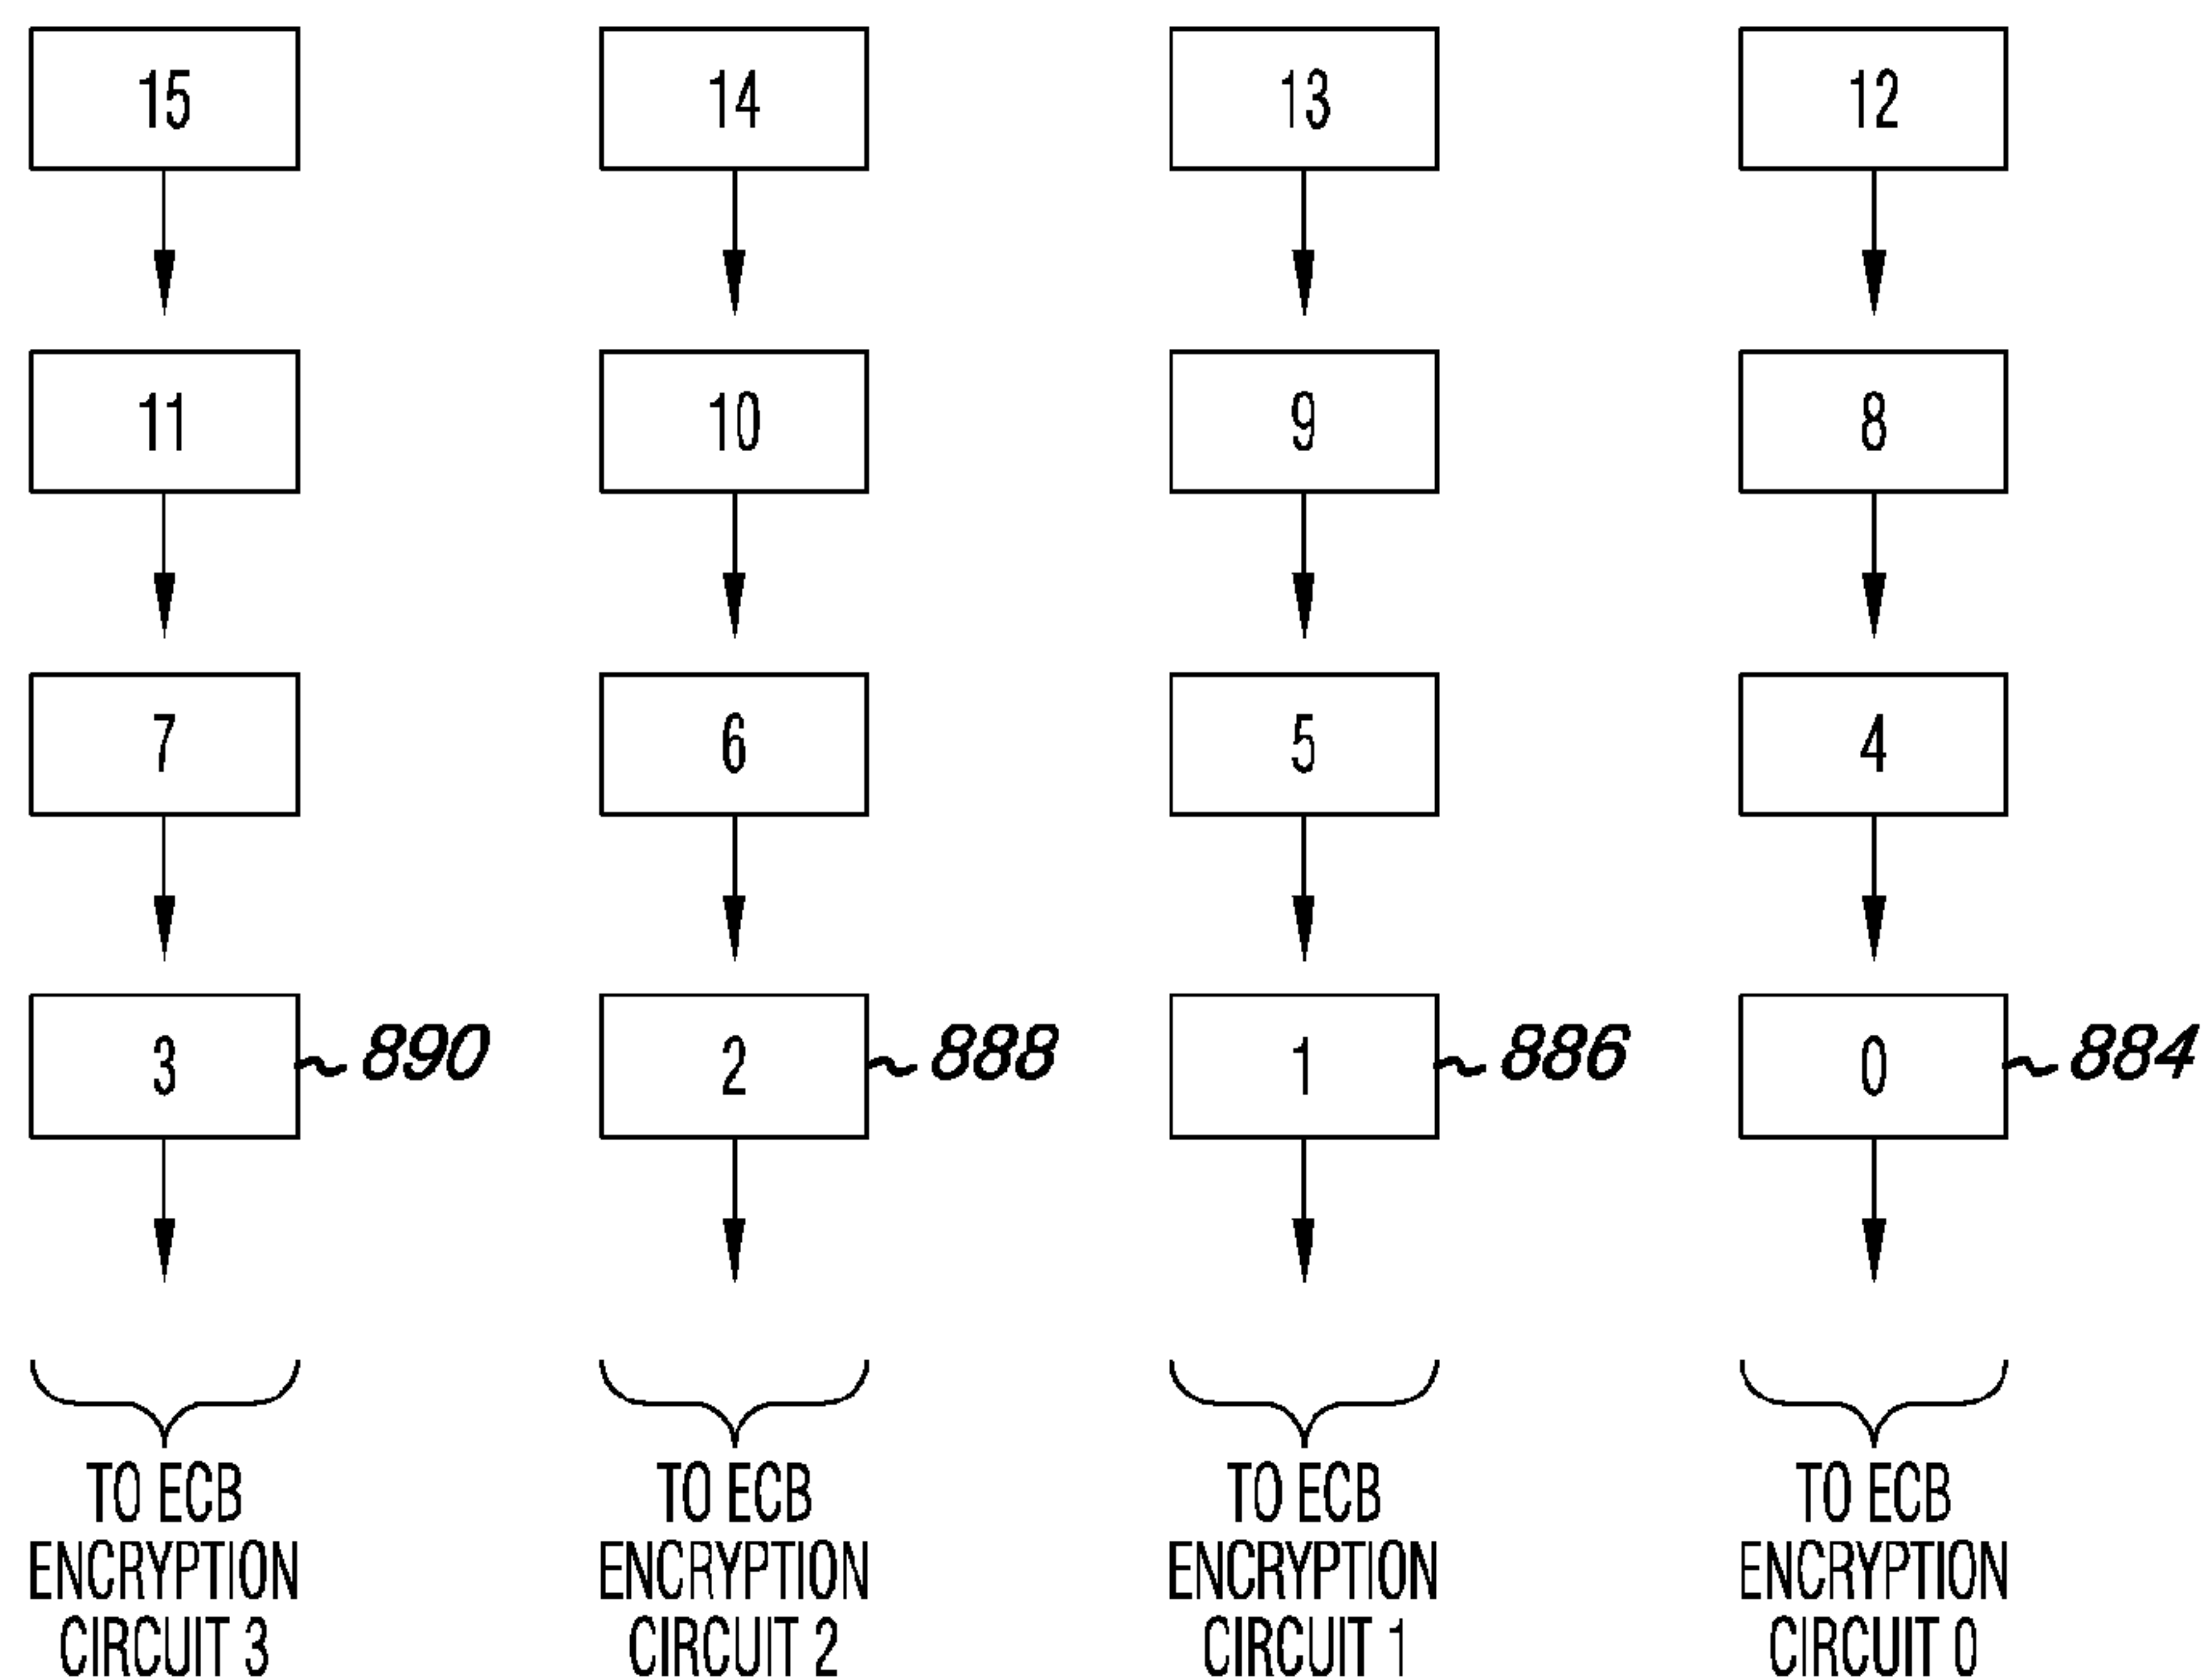 15 14 13 12
11 10 9 8
7 6 5 4
3 890 2 888 1 886 0 884
TO ECB
ENCRYPTION
CIRCUIT 3
TO ECB
ENCRYPTION
CIRCUIT 2
TO ECB
ENCRYPTION
CIRCUIT 1
TO ECB
ENCRYPTION
CIRCUIT 0